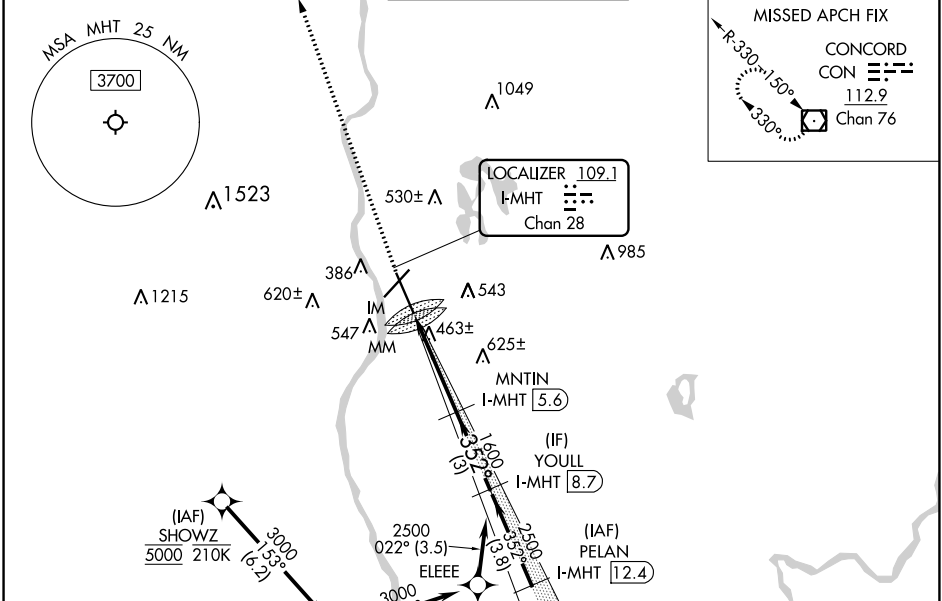 MSA MHT 25 NM
3700
1049
1523
530±
LOCALIZER 109.1
I-MHT
Chan 28
MISSED APCH FIX
R-330
150°
330°
CONCORD
CON
112.9
Chan 76
985
386
1215
620±
543
IM
547
463±
MM
625±
MNTIN
I-MHT 5.6
1600
352°
(3)
(IF)
YOULL
I-MHT 8.7
2500
352°
(3.8)
(IAF)
PELAN
I-MHT 12.4
(IAF)
SHOWZ
5000 210K
3000
153°
(6.2)
2500
022° (3.5)
ELEEE
3000